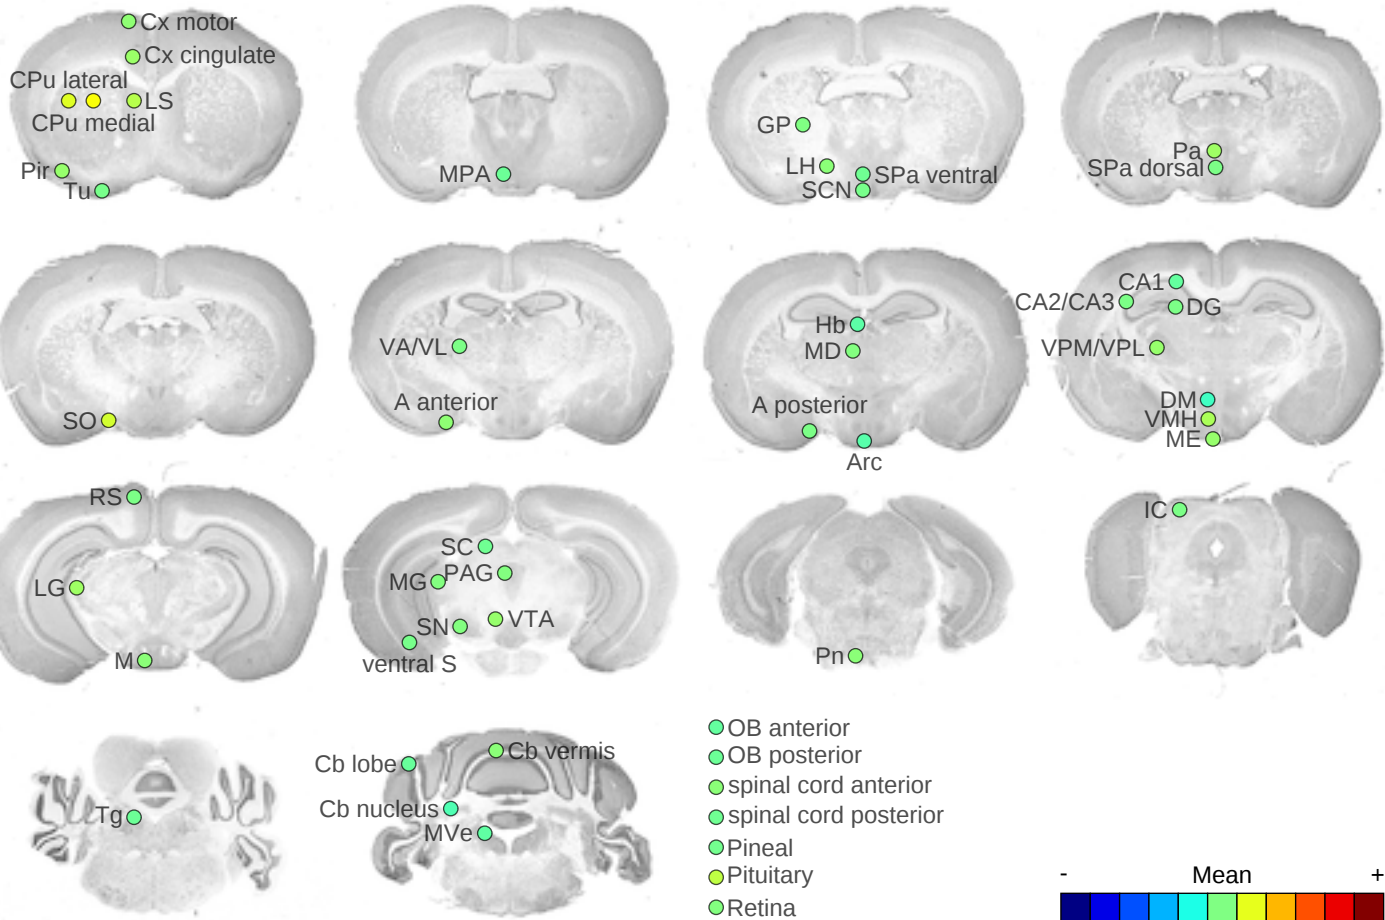 Cx motor
Cx cingulate
CPu lateral
LS
CPu medial
Pir
Tu
MPA
GP
LH
SPa ventral
SCN
Pa
SPa dorsal
SO
VA/VL
A anterior
Hb
MD
A posterior
Arc
CA1
CA2/CA3
DG
VPM/VPL
DM
VMH
ME
RS
LG
M
SC
MG
PAG
SN
VTA
ventral S
Pn
IC
Tg
Cb lobe
Cb vermis
Cb nucleus
MVe
OB anterior
OB posterior
spinal cord anterior
spinal cord posterior
Pineal
Pituitary
Retina
- Mean +